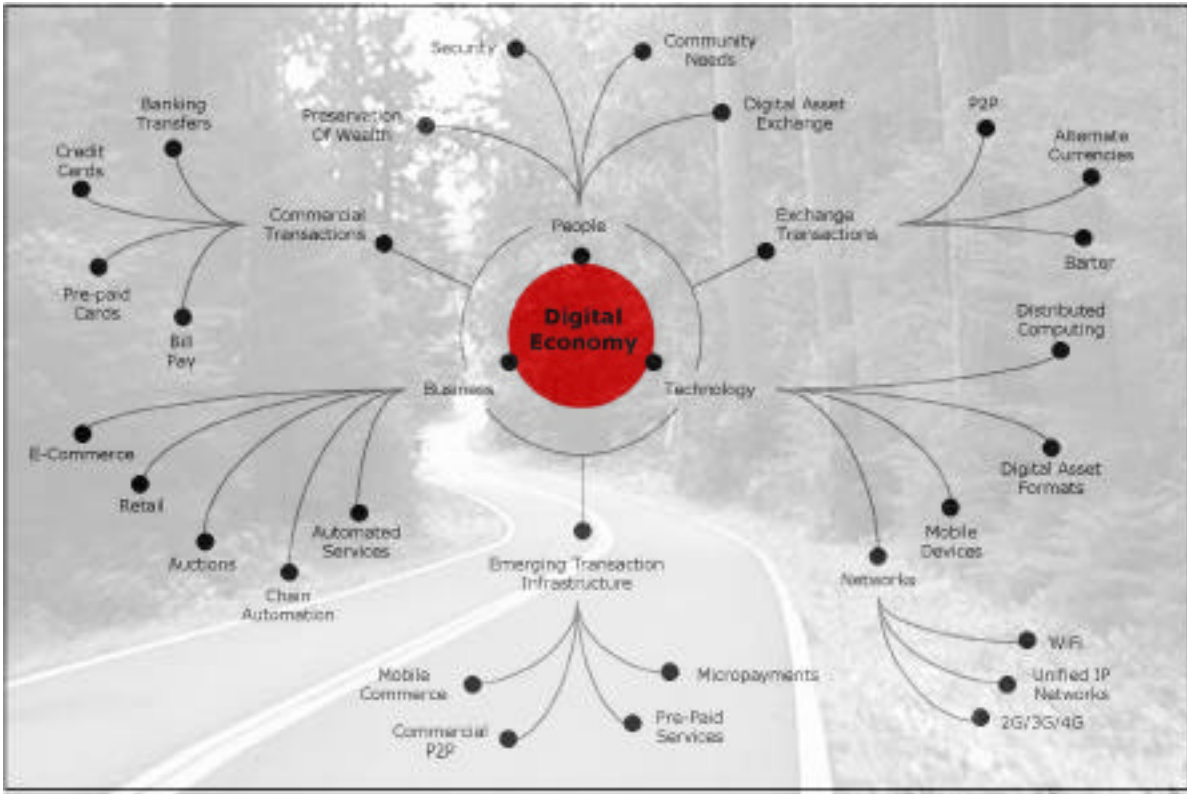 Security
Community
Needs
Banking
Transfers
Preservation
Of Wealth
Digital Asset
Exchange
P2P
Alternate
Currencies
Credit
Cards
Commercial
Transactions
People
Exchange
Transactions
Barter
Pre-paid
Cards
Bill
Pay
Digital
Economy
Distributed
Computing
Business
Technology
E-Commerce
Retail
Auctions
Chain
Automation
Automated
Services
Emerging Transaction
Infrastructure
Digital Asset
Formats
Mobile
Devices
Networks
Mobile
Commerce
Commercial
P2P
Micropayments
Pre-Paid
Services
WiFi
Unified IP
Networks
2G/3G/4G